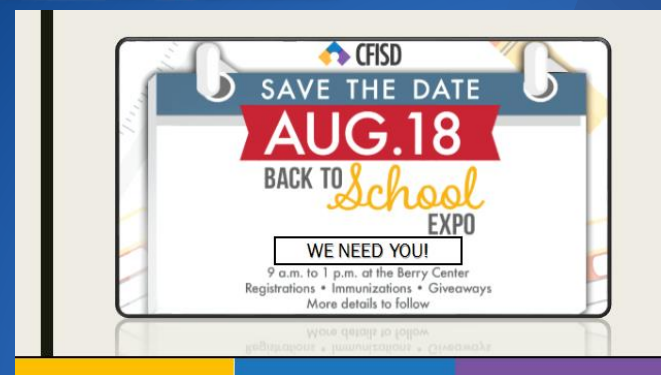 CFISD
SAVE THE DATE
AUG.18
BACK TO School
EXPO
WE NEED YOU!
9 a.m. to 1 p.m. at the Berry Center
Registrations • Immunizations • Giveaways
More details to follow